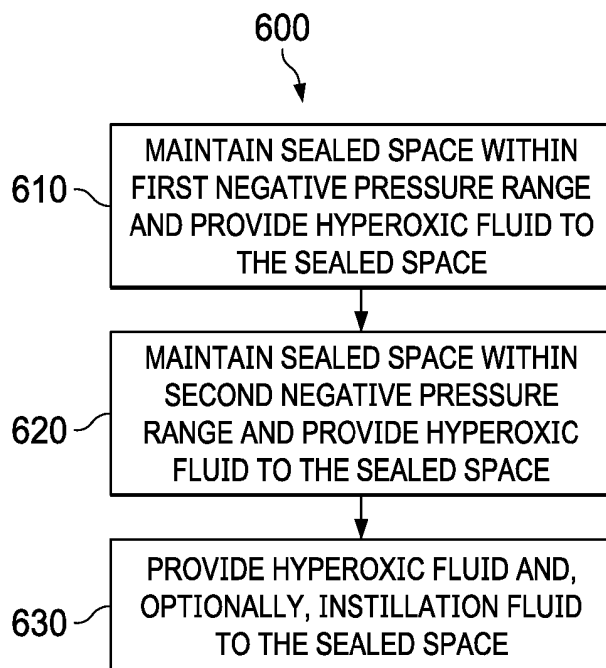 600
610
MAINTAIN SEALED SPACE WITHIN
FIRST NEGATIVE PRESSURE RANGE
AND PROVIDE HYPEROXIC FLUID TO
THE SEALED SPACE
620
MAINTAIN SEALED SPACE WITHIN
SECOND NEGATIVE PRESSURE
RANGE AND PROVIDE HYPEROXIC
FLUID TO THE SEALED SPACE
630
PROVIDE HYPEROXIC FLUID AND,
OPTIONALLY, INSTILLATION FLUID
TO THE SEALED SPACE